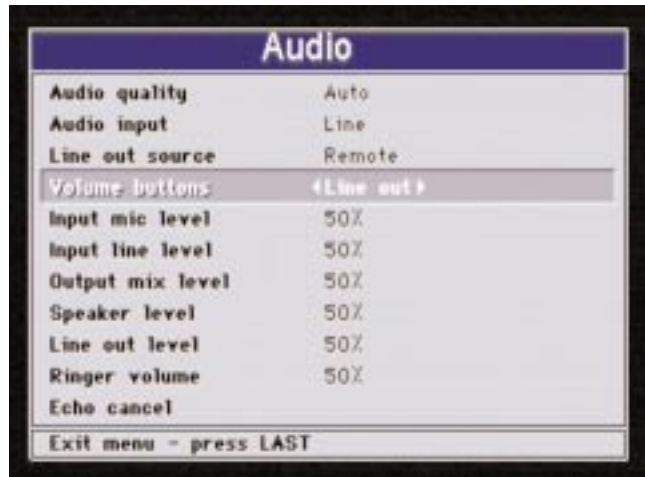 Audio
Audio quality Auto
Audio input Line
Line out source Remote
Volume buttons Line out
Input mic level 50%
Input line level 50%
Output mix level 50%
Speaker level 50%
Line out level 50%
Ringer volume 50%
Echo cancel
Exit menu - press LAST